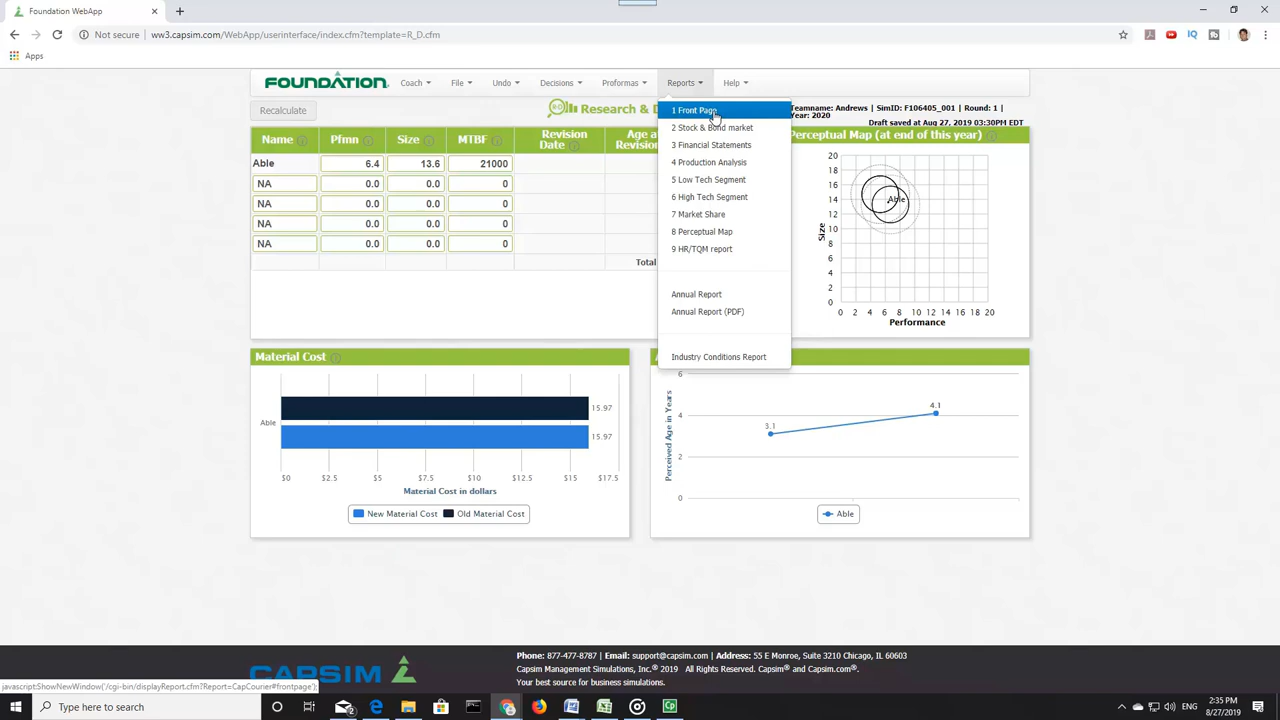 Foundation WebApp
Not secure | ww3.capsim.com/WebApp/userinterface/index.cfm?template=R_D.cfm
Apps
FOUNDATION
Coach File Undo Decisions Proformas Reports Help
Recalculate
Research & D
Teamname: Andrews | SimID: F106405_001 | Round: 1 |
Year: 2020
Draft saved at Aug 27, 2019 03:30PM EDT
1 Front Page
2 Stock & Bond market
3 Financial Statements
4 Production Analysis
5 Low Tech Segment
6 High Tech Segment
7 Market Share
8 Perceptual Map
9 HR/TQM report
Annual Report
Annual Report (PDF)
Industry Conditions Report
Name Pfmn Size MTBF Revision Date Age at Revision
Able 6.4 13.6 21000
NA 0.0 0.0 0
NA 0.0 0.0 0
NA 0.0 0.0 0
NA 0.0 0.0 0
Total
Perceptual Map (at end of this year)
20
18
16
14
12
10
8
6
4
2
0
Size
Able
0 2 4 6 8 10 12 14 16 18 20
Performance
Material Cost
Able
15.97
15.97
$0 $2.5 $5 $7.5 $10 $12.5 $15 $17.5
Material Cost in dollars
New Material Cost Old Material Cost
Perceived Age in Years
6
4
2
0
3.1
4.1
Able
CAPSIM
Phone: 877-477-8787 | Email: support@capsim.com | Address: 55 E Monroe, Suite 3210 Chicago, IL 60603
Capsim Management Simulations, Inc.® 2019 All Rights Reserved. Capsim® and Capsim.com®.
Best your source for business simulations.
javascript:ShowNewWindow('/cgi-bin/displayReport.cfm?Report=CapCourier#frontpage');
Type here to search
2:35 PM
8/27/2019